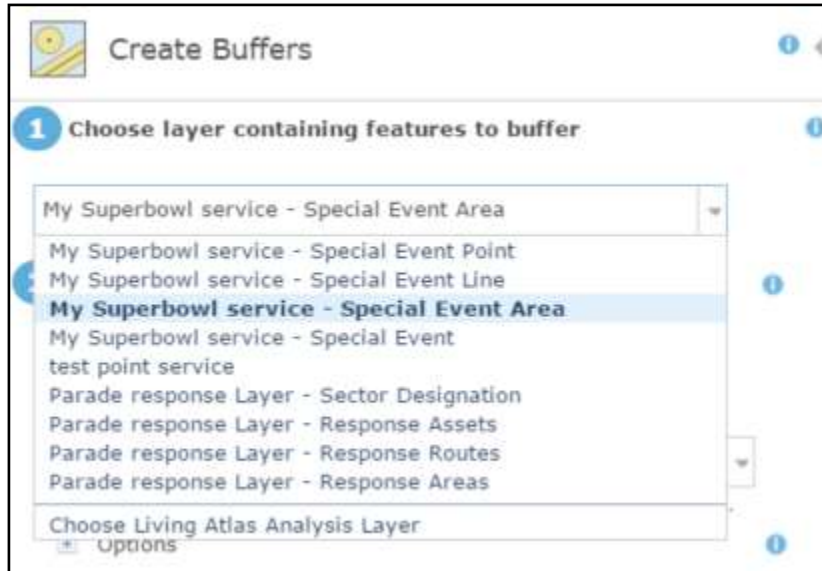 Create Buffers
1 Choose layer containing features to buffer
My Superbowl service - Special Event Area
My Superbowl service - Special Event Point
My Superbowl service - Special Event Line
My Superbowl service - Special Event Area
My Superbowl service - Special Event
test point service
Parade response Layer - Sector Designation
Parade response Layer - Response Assets
Parade response Layer - Response Routes
Parade response Layer - Response Areas
Choose Living Atlas Analysis Layer
Options